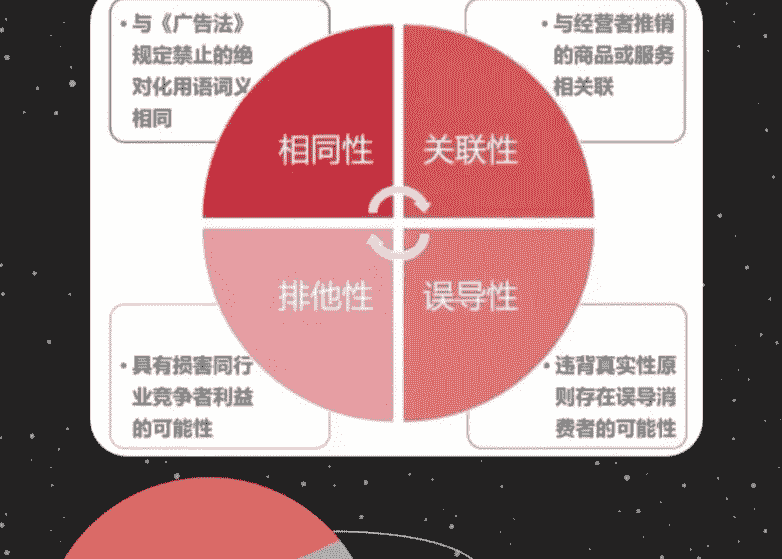 •与《广告法》
规定禁止的绝
对化用语词义
相同
•与经营者推销
的商品或服务
相关联
相同性
关联性
排他性
误导性
•具有损害同行
业竞争者利益
的可能性
•违背真实性原
则存在误导消
费者的可能性